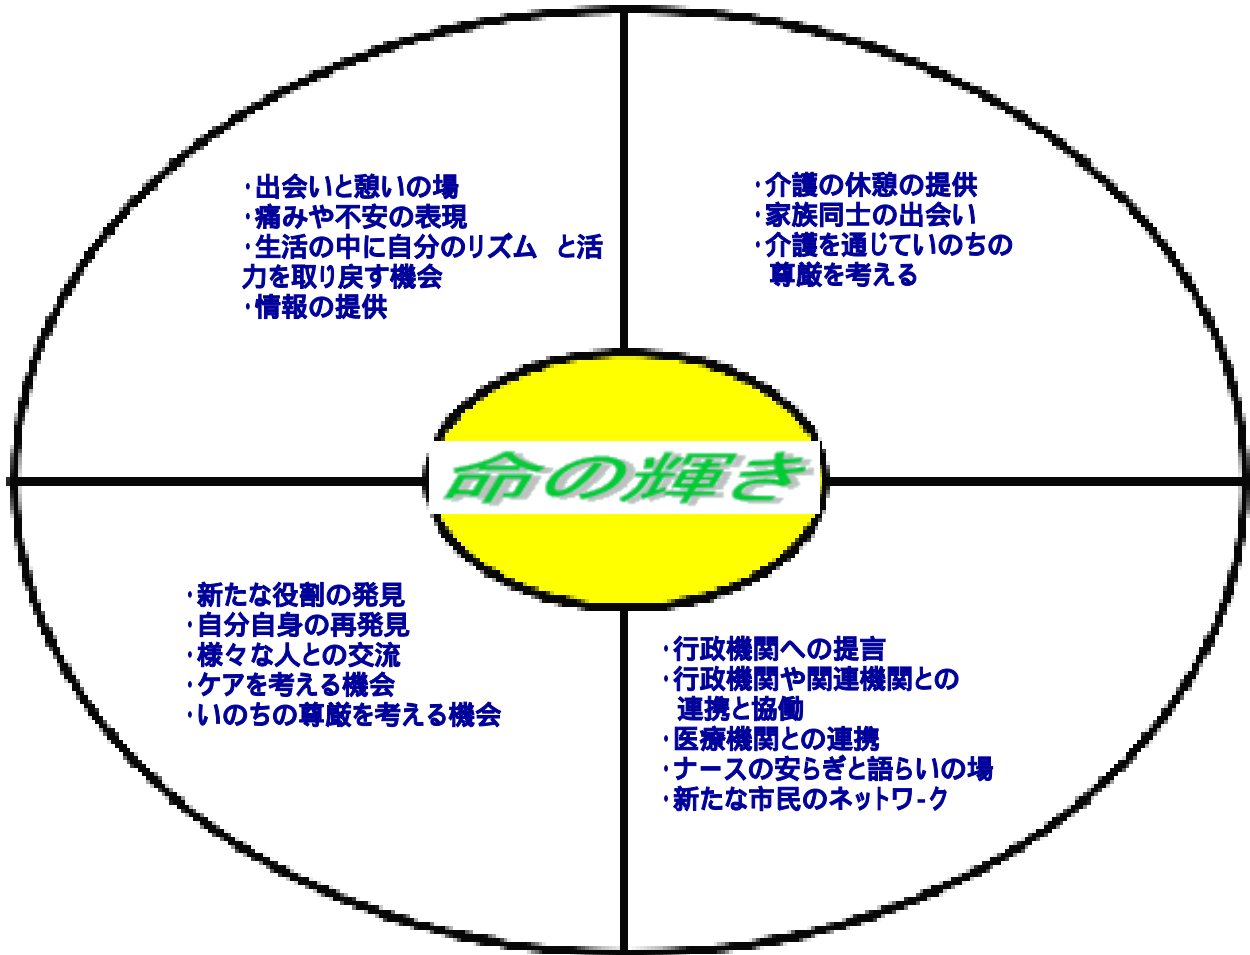 ・出会いと憩いの場
・痛みや不安の表現
・生活の中に自分のリズム　と活
力を取り戻す機会
・情報の提供
・介護の休憩の提供
・家族同士の出会い
・介護を通じていのちの
尊厳を考える
命の輝き
・新たな役割の発見
・自分自身の再発見
・様々な人との交流
・ケアを考える機会
・いのちの尊厳を考える機会
・行政機関への提言
・行政機関や関連機関との
連携と協働
・医療機関との連携
・ナースの安らぎと語らいの場
・新たな市民のネットワ-ク